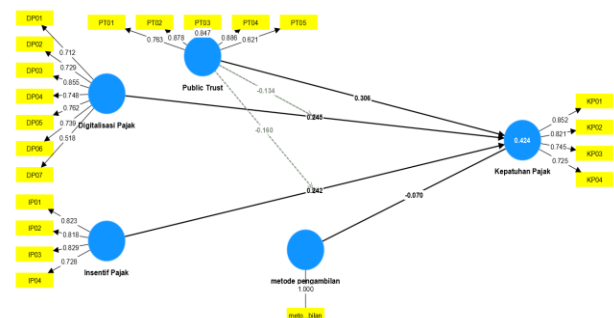 DP01
DP02
DP03
DP04
DP05
DP06
DP07
0.712
0.729
0.855
0.748
0.762
0.739
0.518
Digitalisasi Pajak
PT01
PT02
PT03
PT04
PT05
0.763
0.878
0.847
0.886
0.621
Public Trust
-0.134
-0.160
0.306
0.245
0.242
-0.070
IP01
IP02
IP03
IP04
0.823
0.818
0.829
0.728
Insentif Pajak
metode pengambilan
1.000
meto...bilan
0.424
Kepatuhan Pajak
0.852
0.821
0.745
0.725
KP01
KP02
KP03
KP04